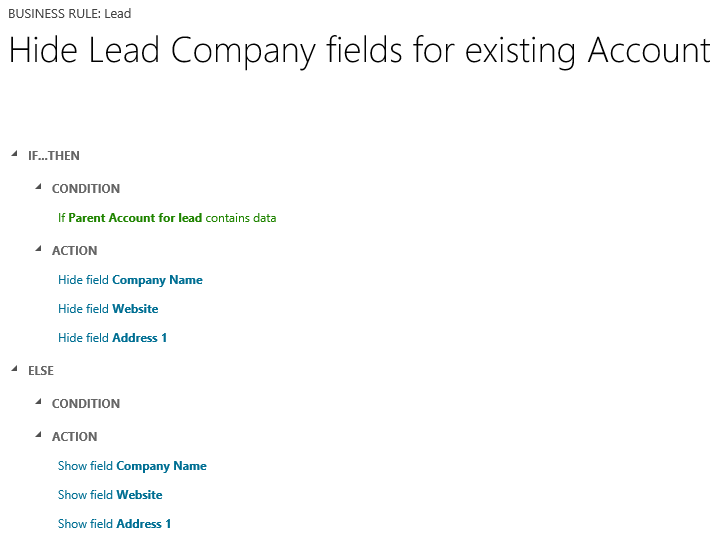 BUSINESS RULE: Lead
Hide Lead Company fields for existing Account
IF...THEN
CONDITION
If Parent Account for lead contains data
ACTION
Hide field Company Name
Hide field Website
Hide field Address 1
ELSE
CONDITION
ACTION
Show field Company Name
Show field Website
Show field Address 1